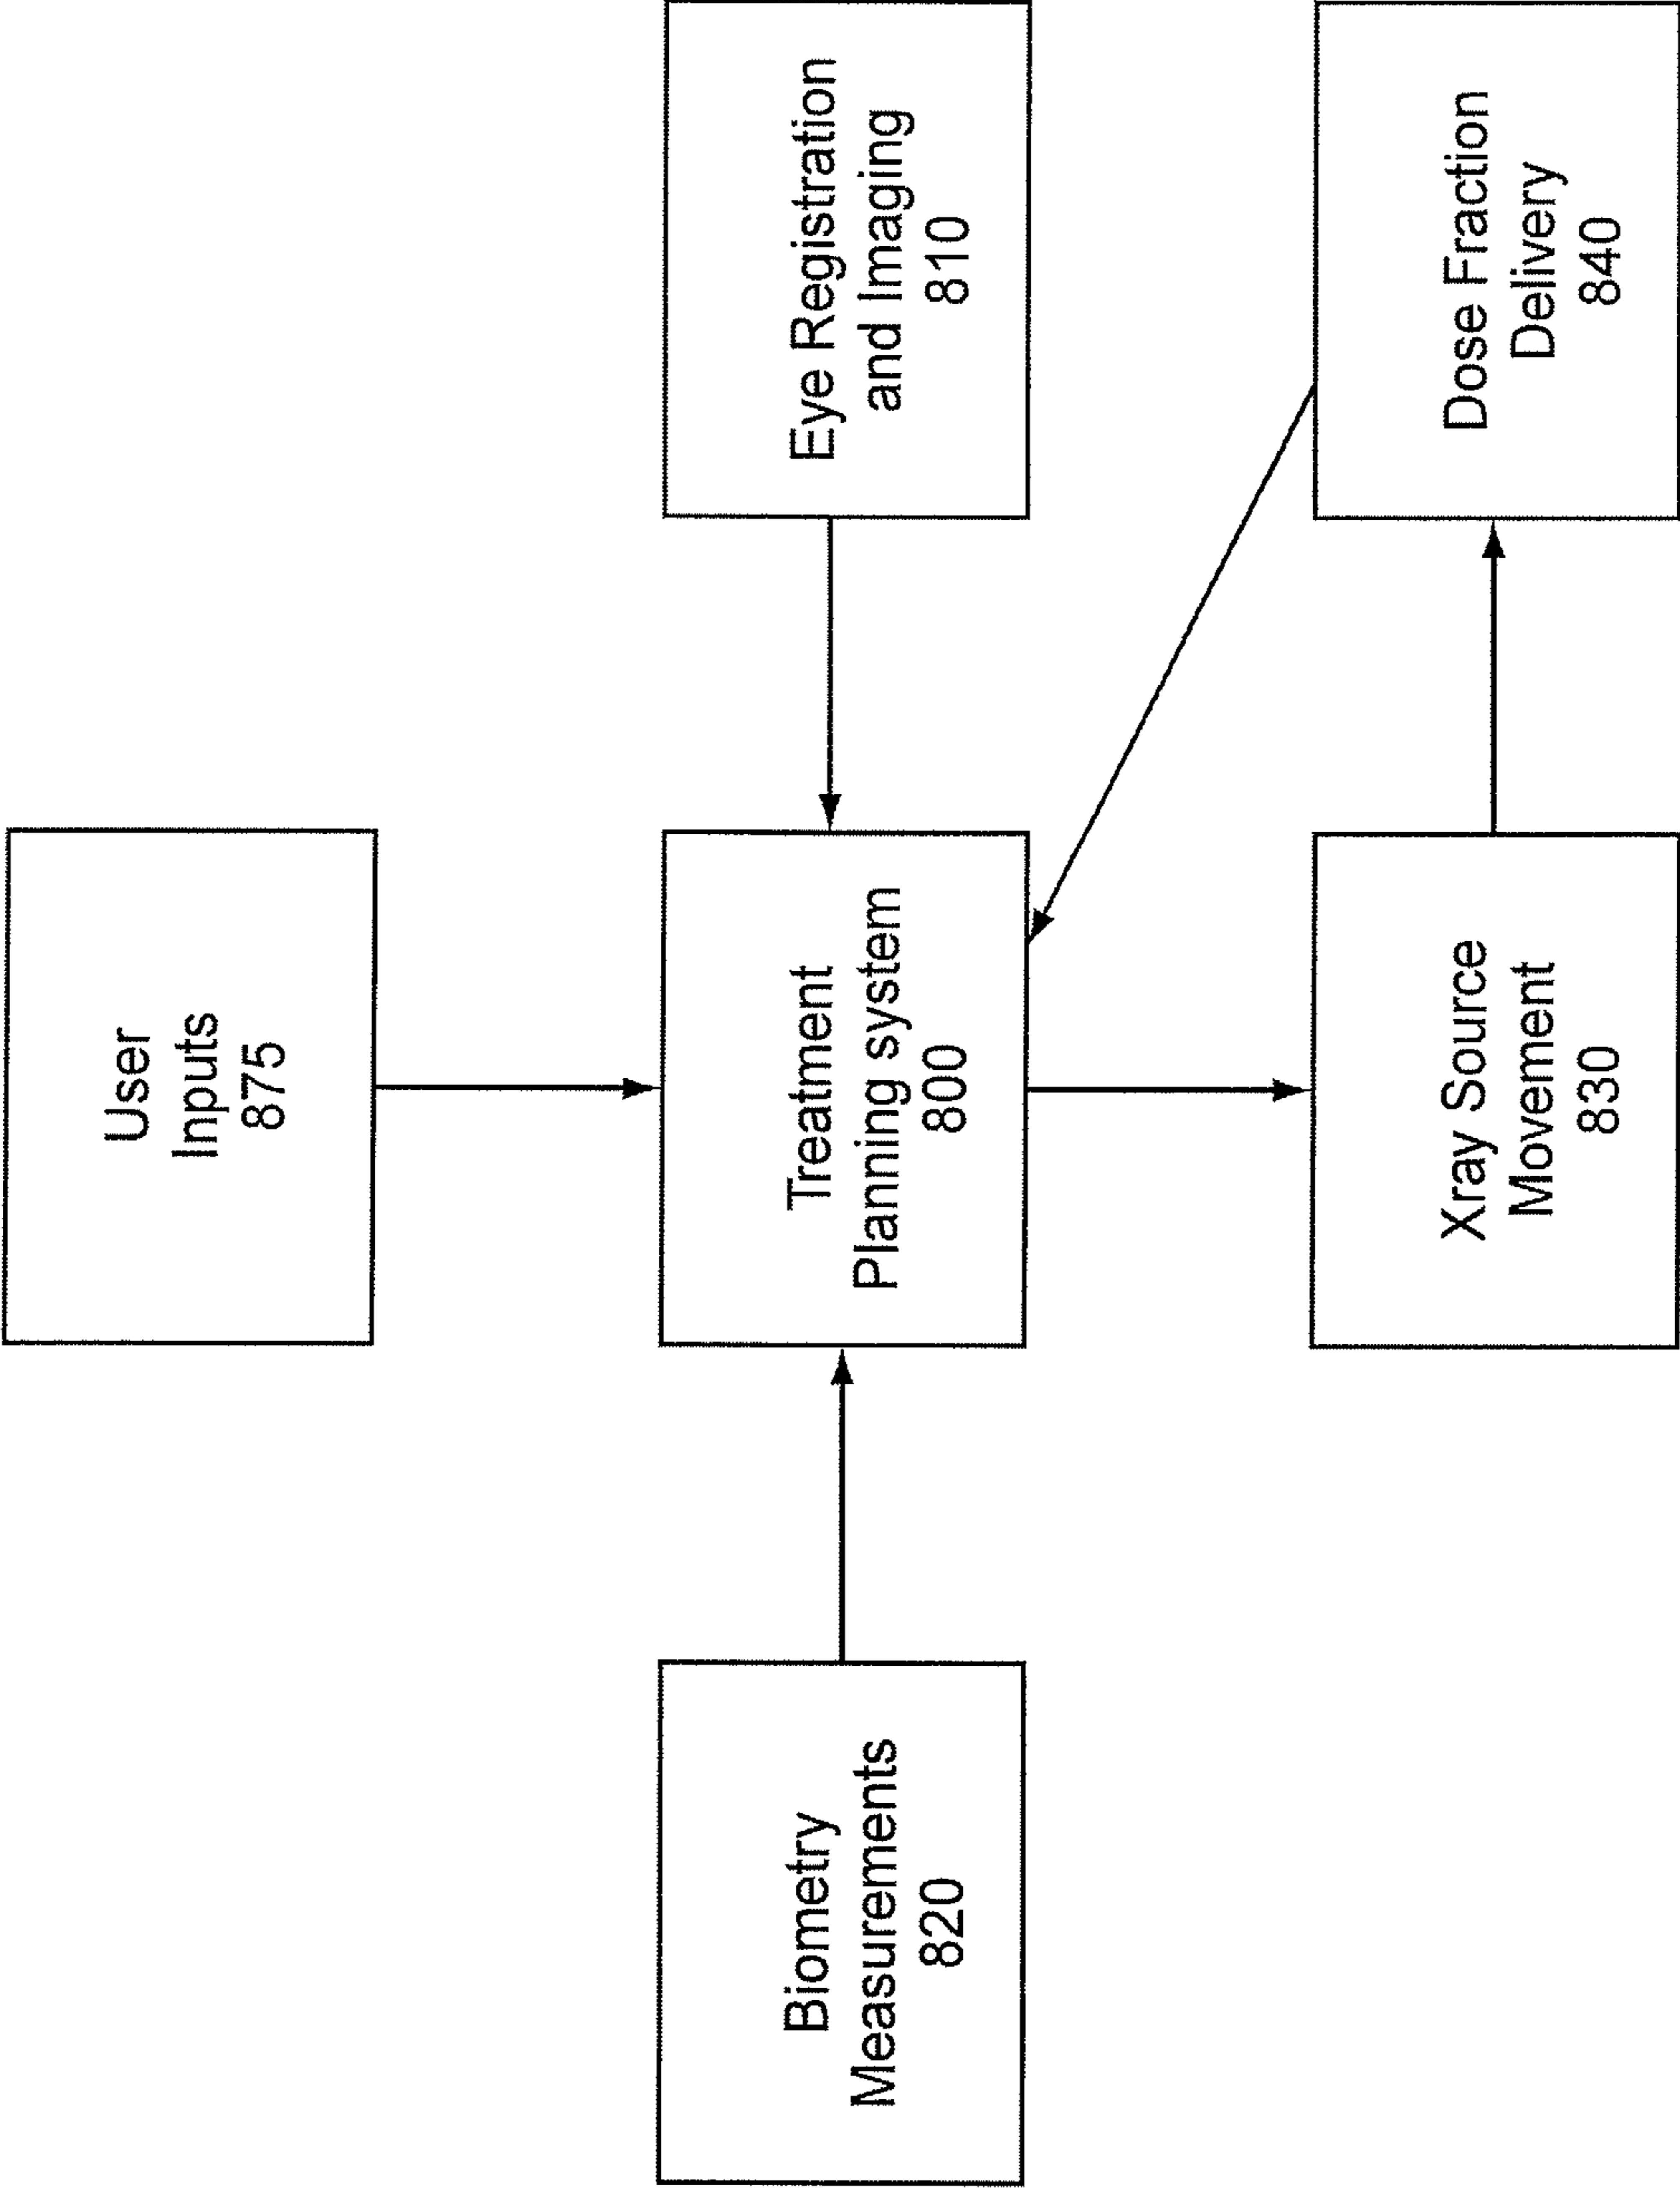 User
Inputs
875
Biometry
Measurements
820
Treatment
Planning system
800
Eye Registration
and Imaging
810
Xray Source
Movement
830
Dose Fraction
Delivery
840